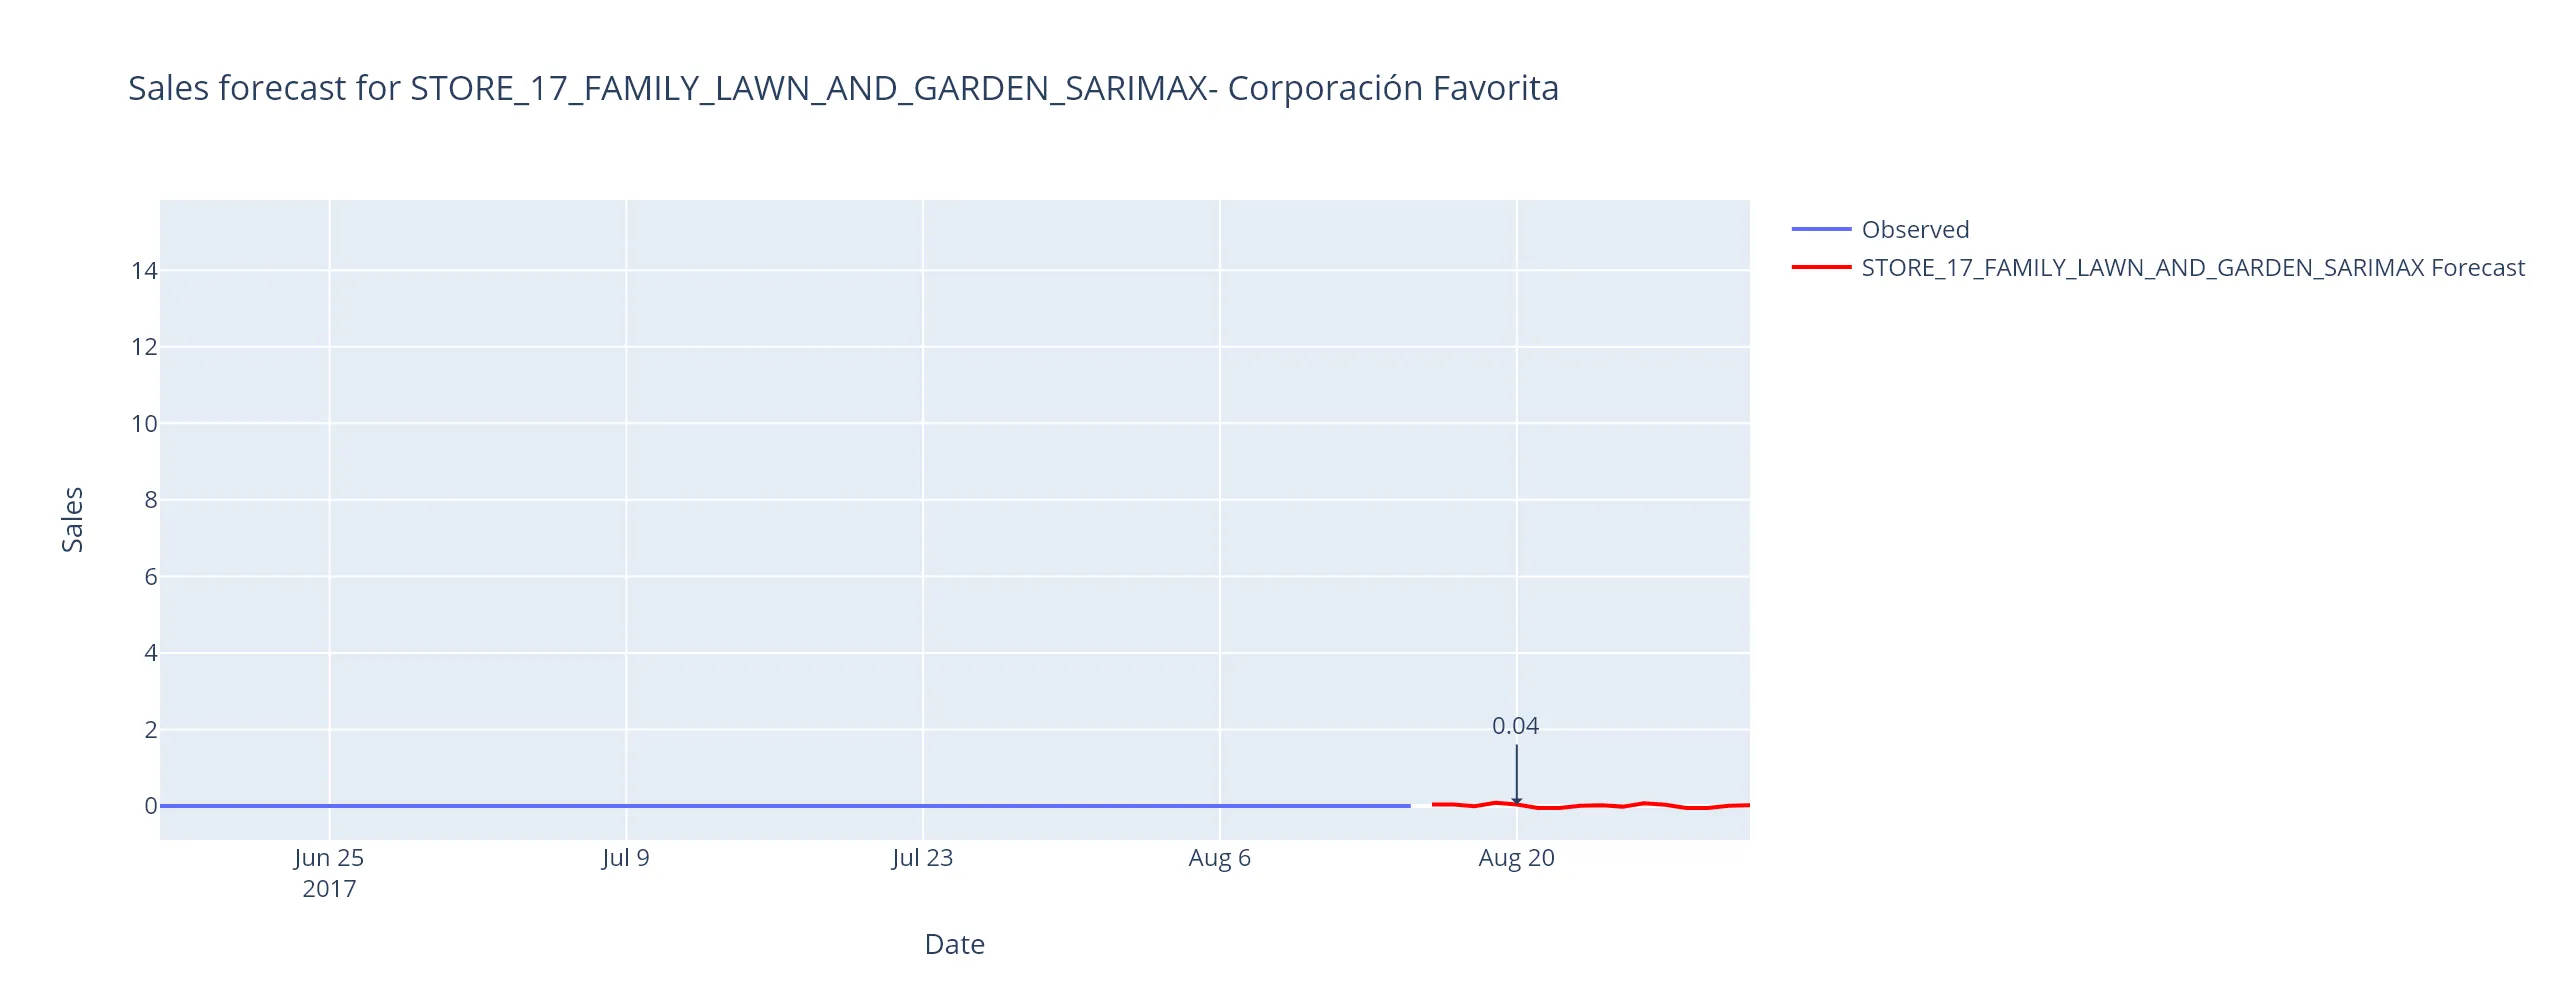 Sales forecast for STORE_17_FAMILY_LAWN_AND_GARDEN_SARIMAX- Corporación Favorita
Observed
STORE_17_FAMILY_LAWN_AND_GARDEN_SARIMAX Forecast
14
12
10
8
6
4
2
0
Sales
0.04
Jun 25
2017
Jul 9
Jul 23
Aug 6
Aug 20
Date